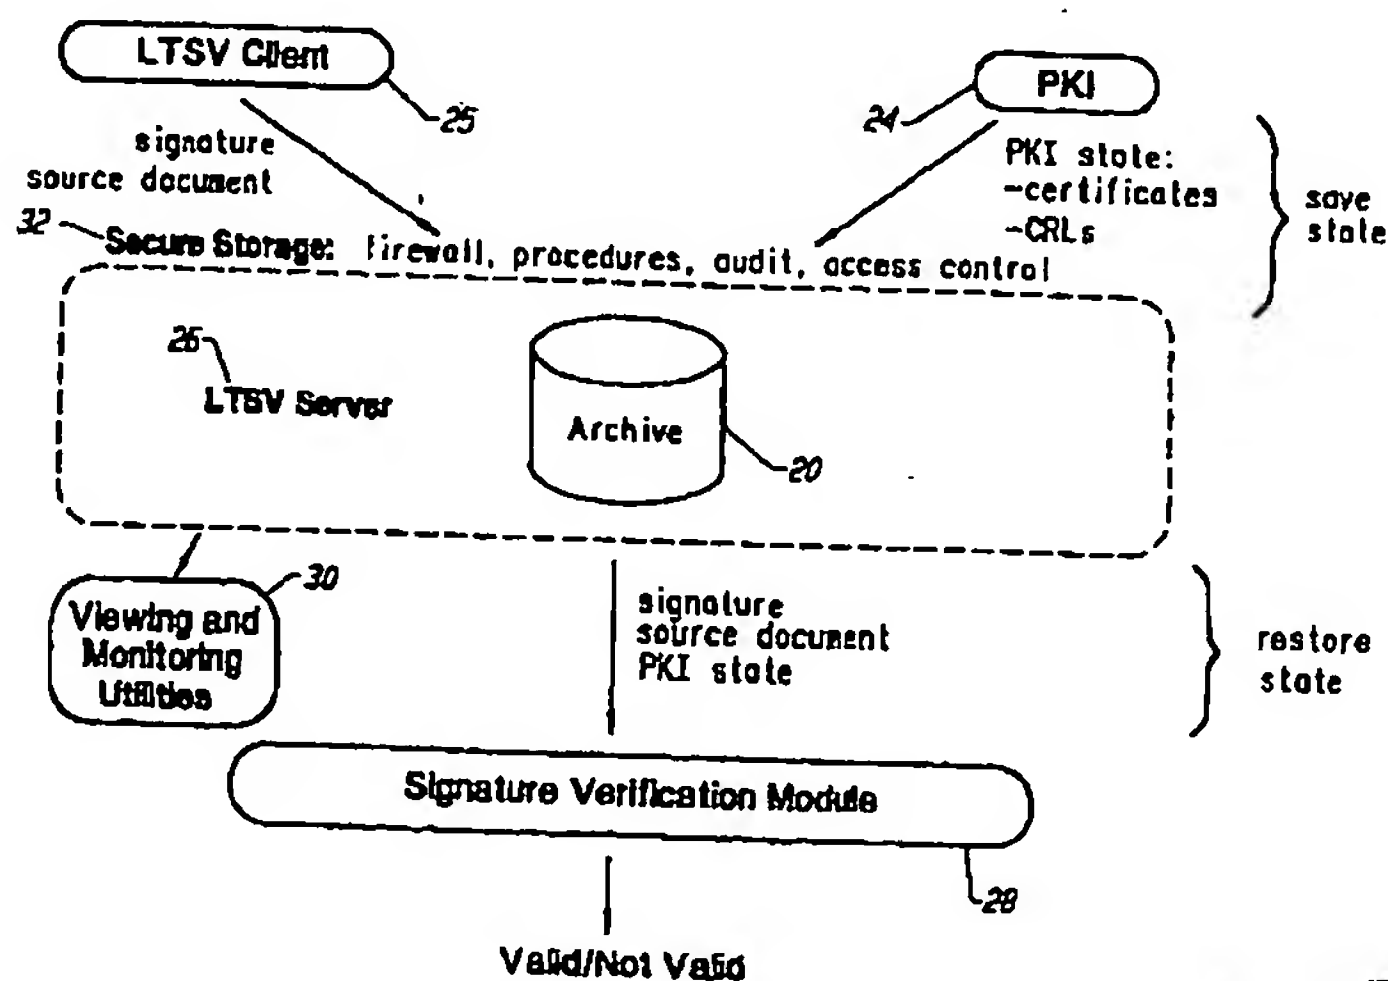 LTSV Client
25
PKI
24
signature
source document
PKI state:
-certificates
-CRLs
save
state
32
Secure Storage: firewall, procedures, audit, access control
26
LTSV Server
Archive
20
30
Viewing and
Monitoring
Utilities
signature
source document
PKI state
restore
state
Signature Verification Module
28
Valid/Not Valid